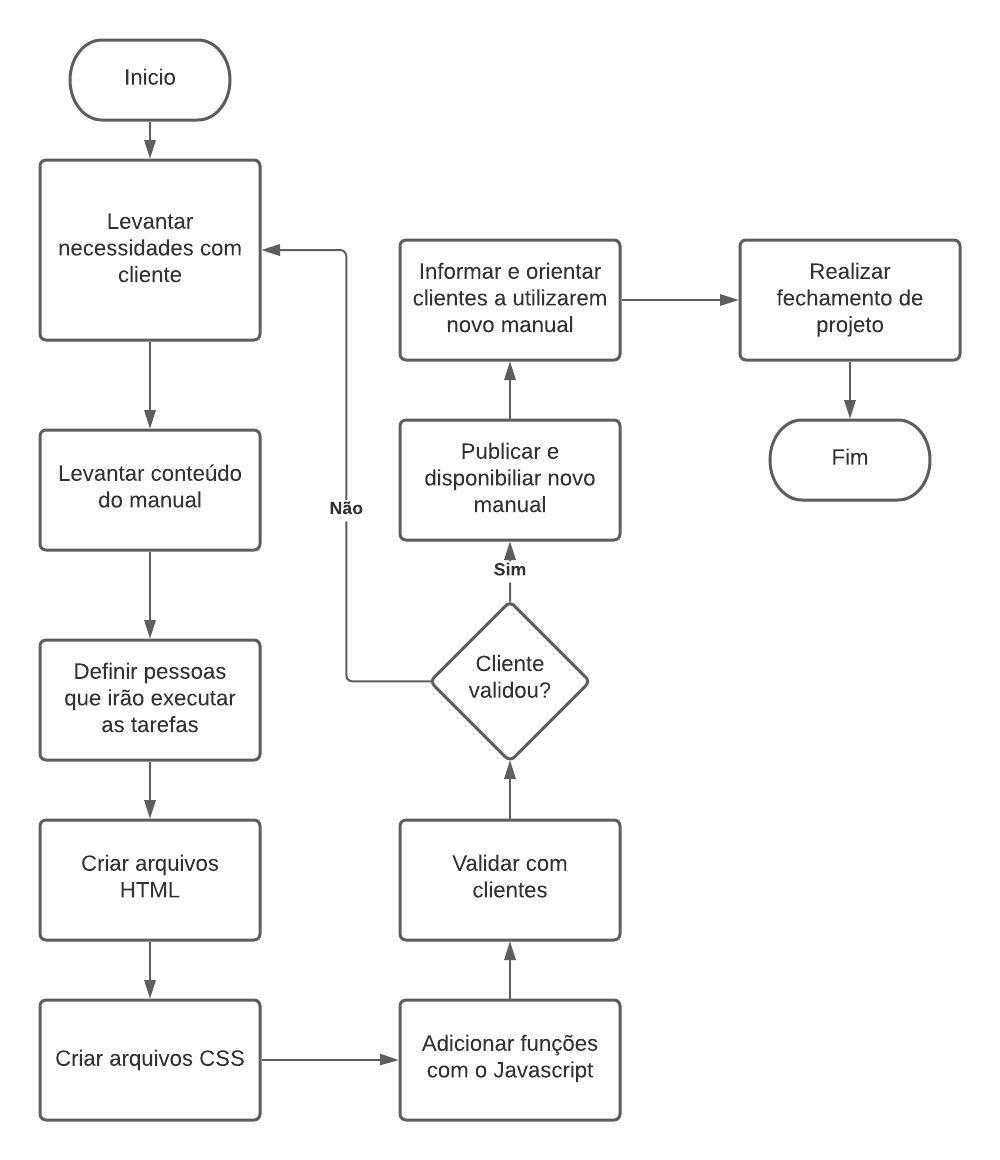 Inicio
Levantar
necessidades com
cliente
Levantar conteúdo
do manual
Definir pessoas
que irão executar
as tarefas
Criar arquivos
HTML
Criar arquivos CSS
Adicionar funções
com o Javascript
Validar com
clientes
Cliente
validou?
Não
Sim
Publicar e
disponibiliar novo
manual
Informar e orientar
clientes a utilizarem
novo manual
Realizar
fechamento de
projeto
Fim